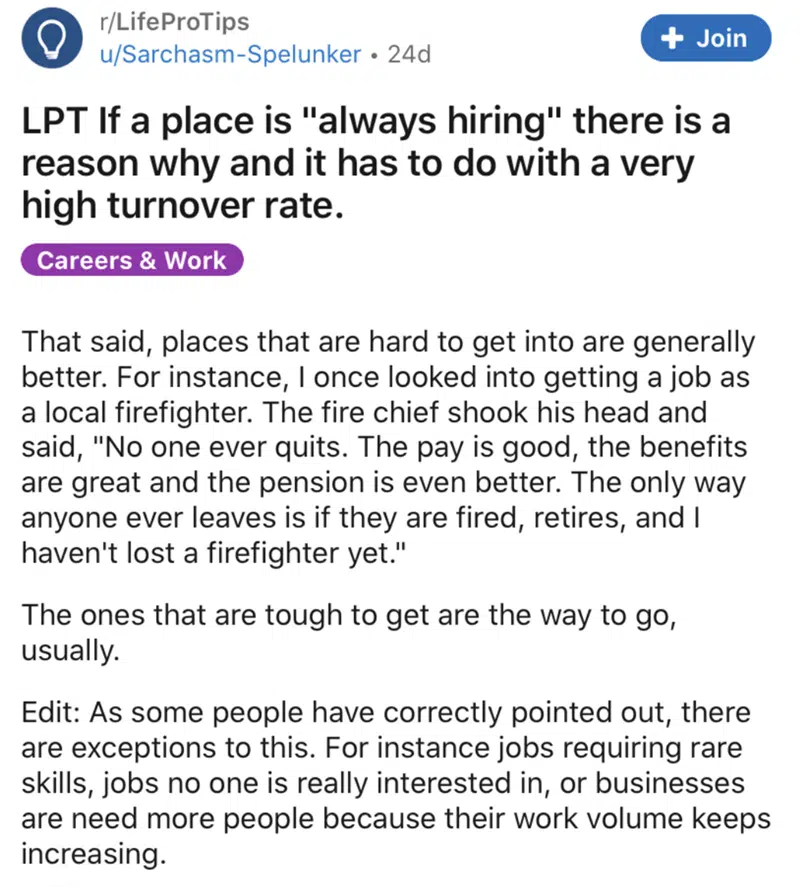 r/LifeProTips
u/Sarchasm-Spelunker • 24d
+ Join
LPT If a place is "always hiring" there is a
reason why and it has to do with a very
high turnover rate.
Careers & Work
That said, places that are hard to get into are generally
better. For instance, I once looked into getting a job as
a local firefighter. The fire chief shook his head and
said, "No one ever quits. The pay is good, the benefits
are great and the pension is even better. The only way
anyone ever leaves is if they are fired, retires, and I
haven't lost a firefighter yet."
The ones that are tough to get are the way to go,
usually.
Edit: As some people have correctly pointed out, there
are exceptions to this. For instance jobs requiring rare
skills, jobs no one is really interested in, or businesses
are need more people because their work volume keeps
increasing.